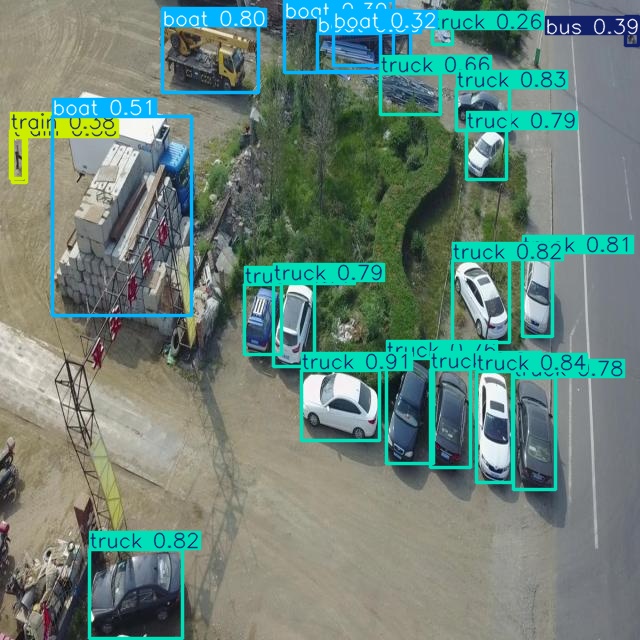 boat 0.80
boat 0.32
truck 0.26
bus 0.39
truck 0.66
truck 0.83
boat 0.51
train 0.38
truck 0.79
truck 0.82
k 0.81
tru
truck 0.79
truck 0.91
truck 0.84
0.78
truck 0.82